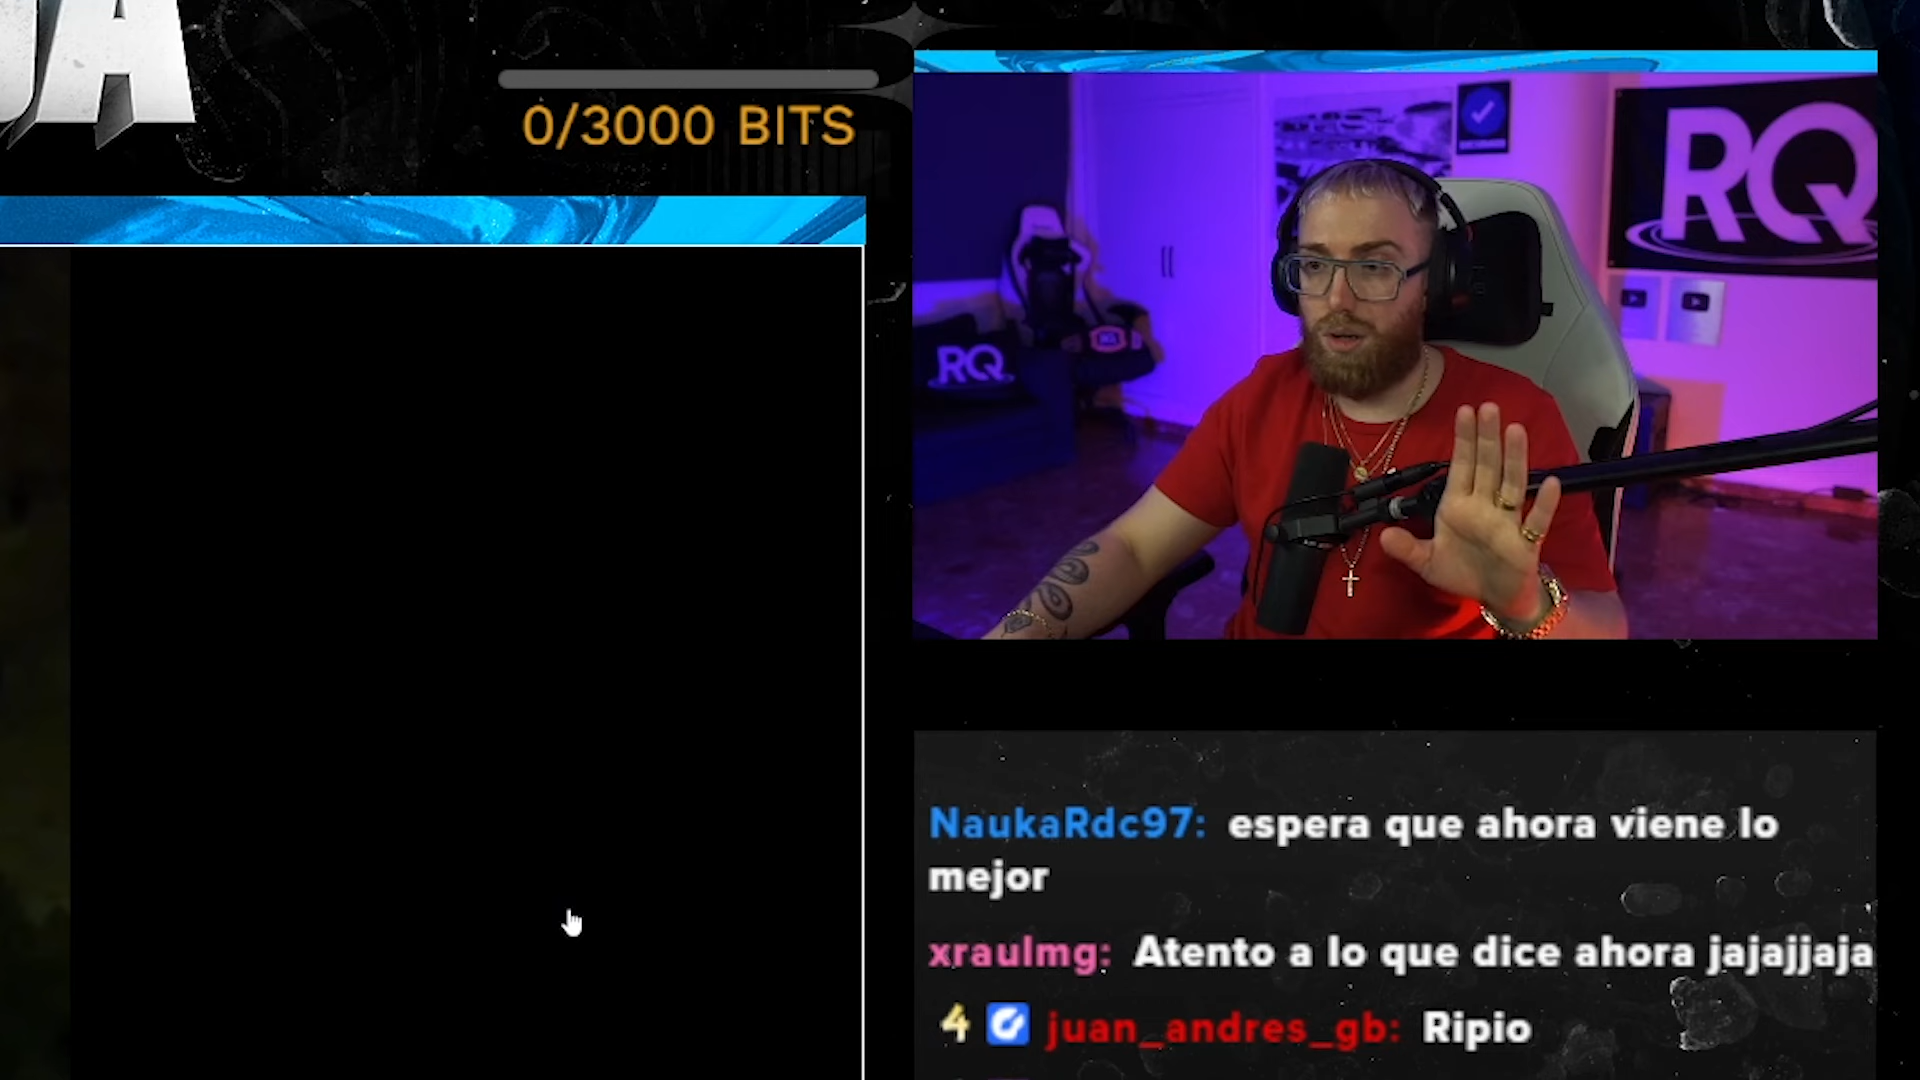 0/3000 BITS
RQ
RQ
NaukaRdc97: espera que ahora viene lo
mejor
xraulmg: Atento a lo que dice ahora jajajjaja
4 juan_andres_gb: Ripio